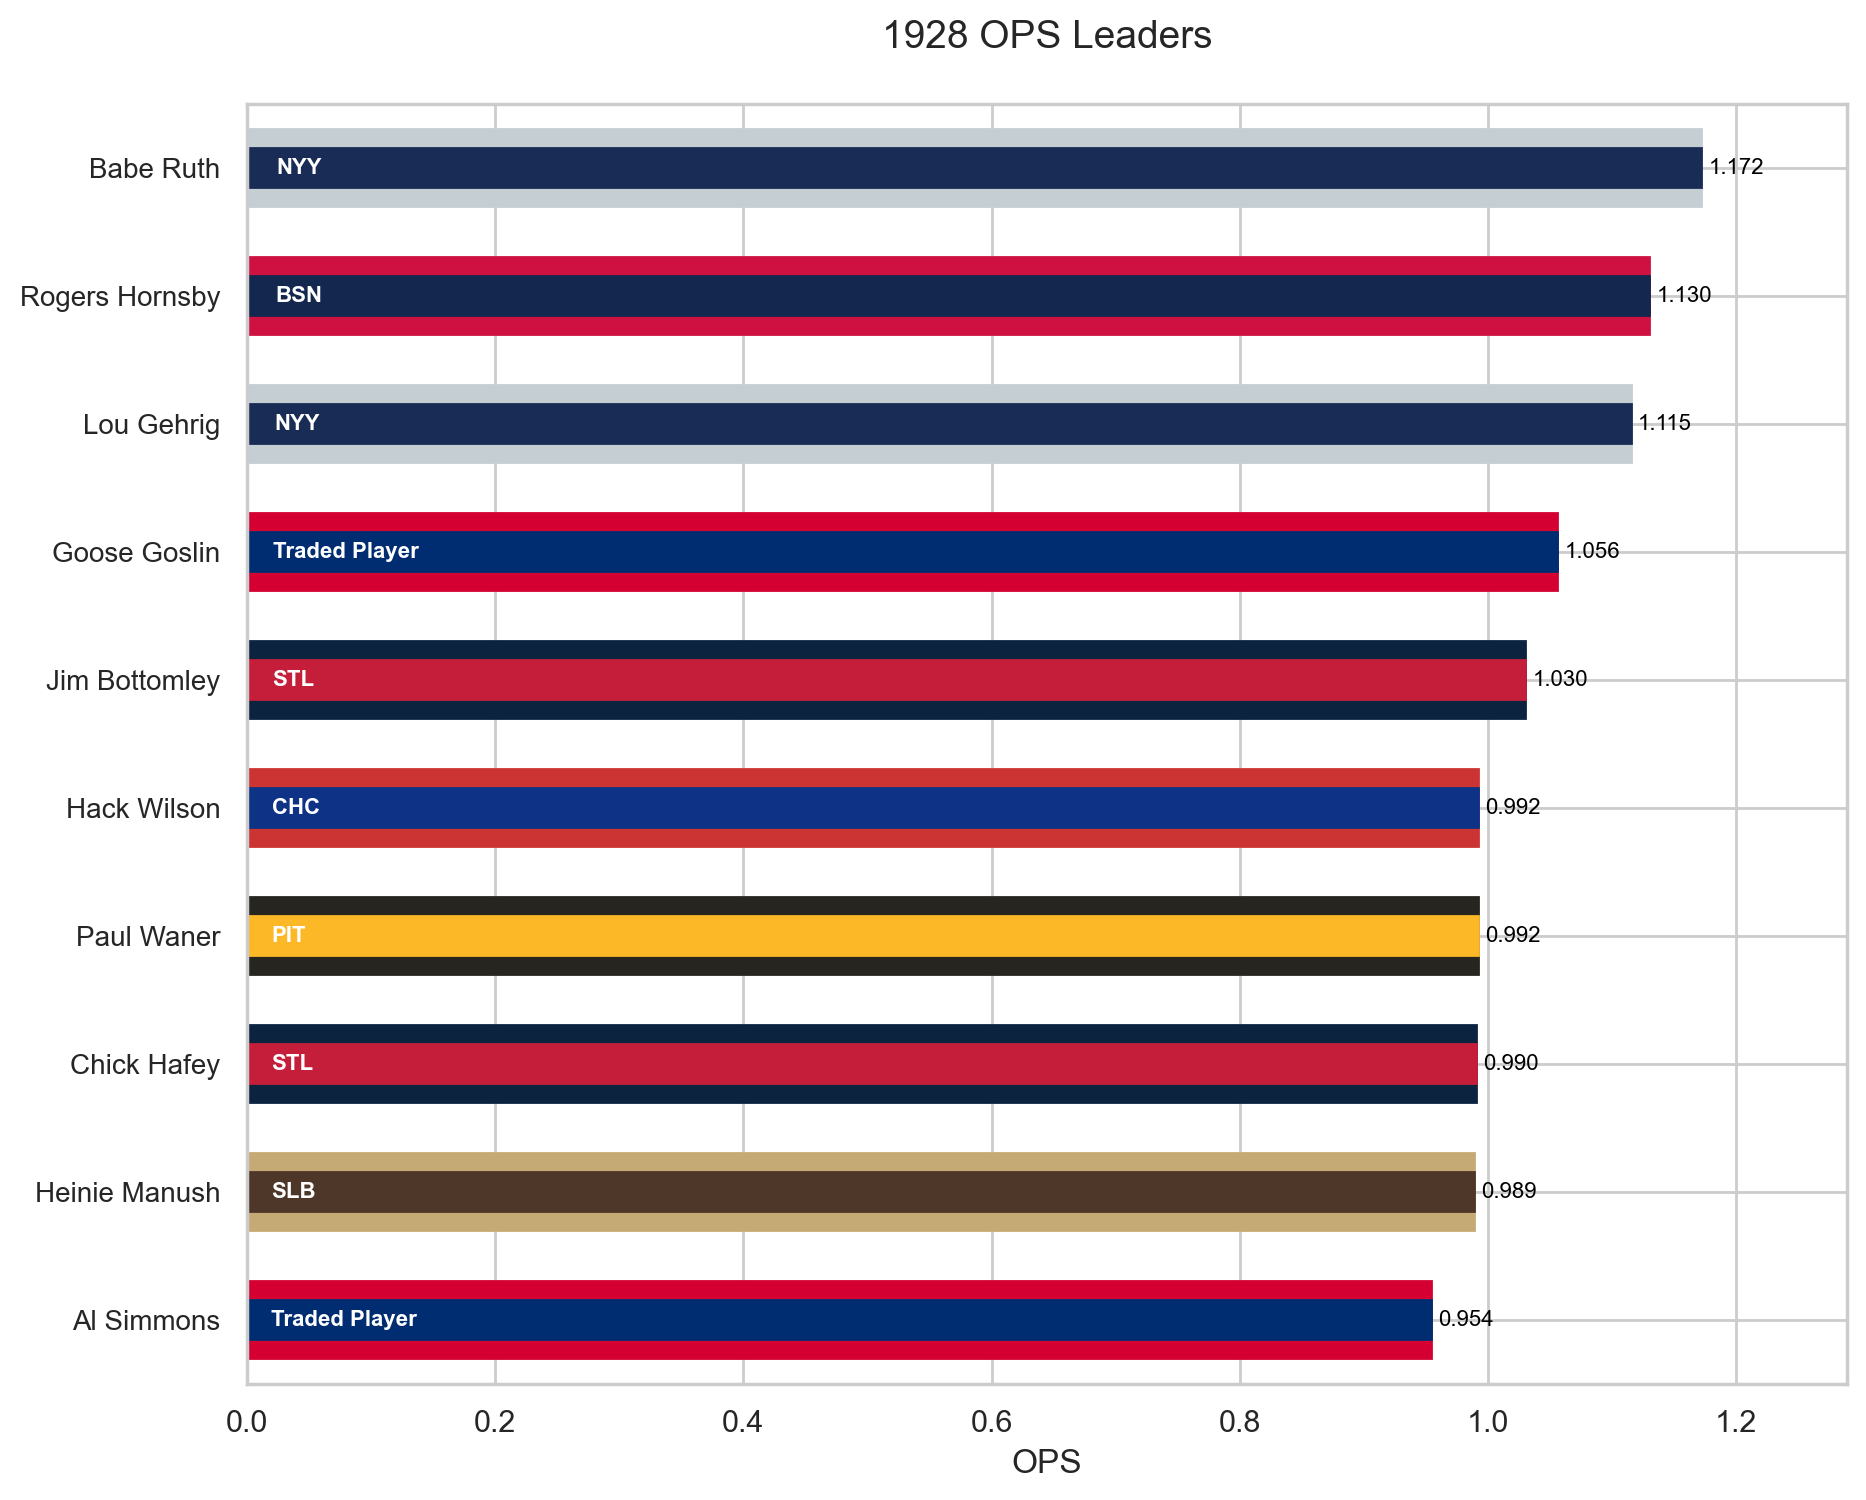 1928 OPS Leaders
Babe Ruth NYY 1.172
Rogers Hornsby BSN 1.130
Lou Gehrig NYY 1.115
Goose Goslin Traded Player 1.056
Jim Bottomley STL 1.030
Hack Wilson CHC 0.992
Paul Waner PIT 0.992
Chick Hafey STL 0.990
Heinie Manush SLB 0.989
Al Simmons Traded Player 0.954
0.0 0.2 0.4 0.6 0.8 1.0 1.2
OPS